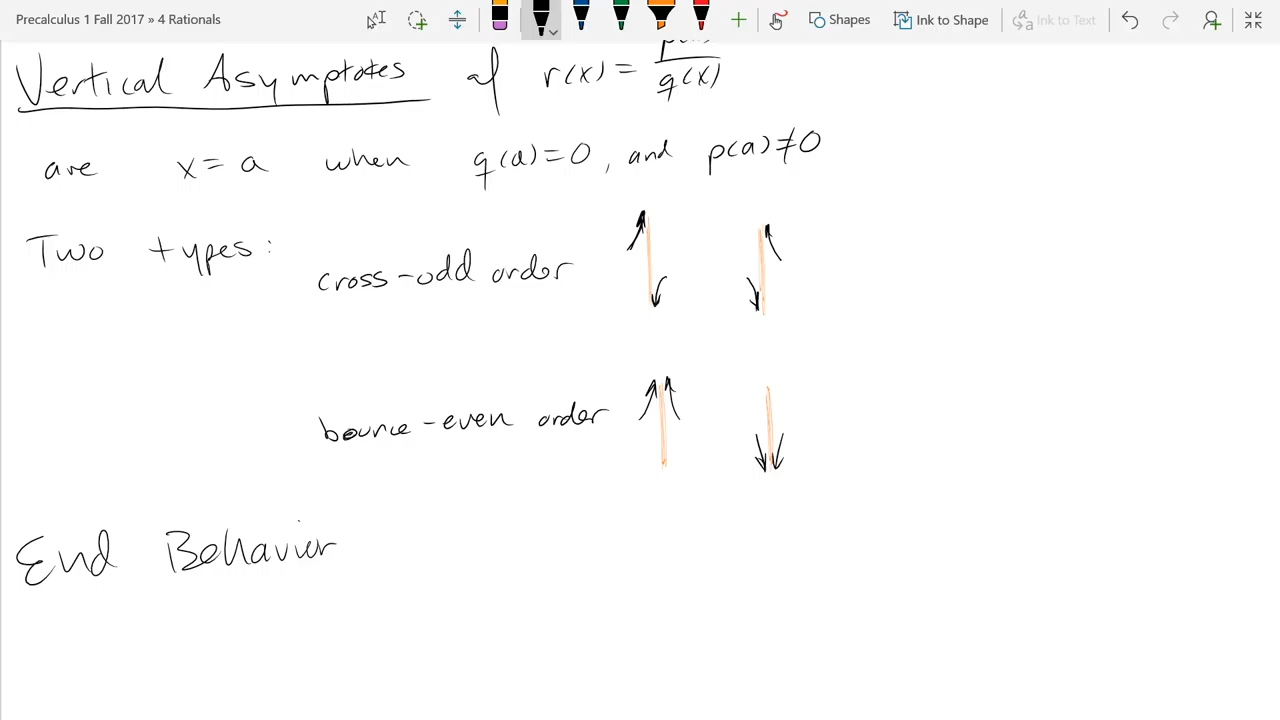 Precalculus 1 Fall 2017 » 4 Rationals
Shapes
Ink to Shape
Ink to Text
Vertical Asymptotes of r(x) = p(x)/q(x)
are x = a when q(a)=0, and p(a)≠0
Two types:
cross-odd order
bounce-even order
End Behavior